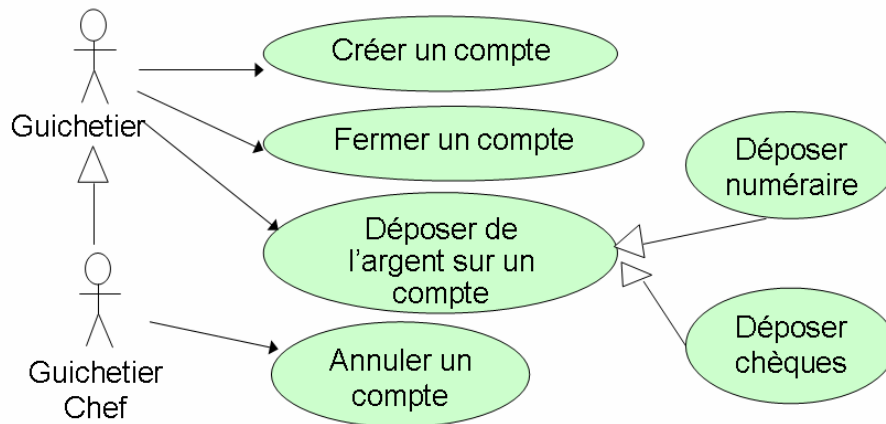 Créer un compte
Guichetier
Fermer un compte
Déposer
numéraire
Déposer de
l'argent sur un
compte
Déposer
chèques
Guichetier
Chef
Annuler un
compte